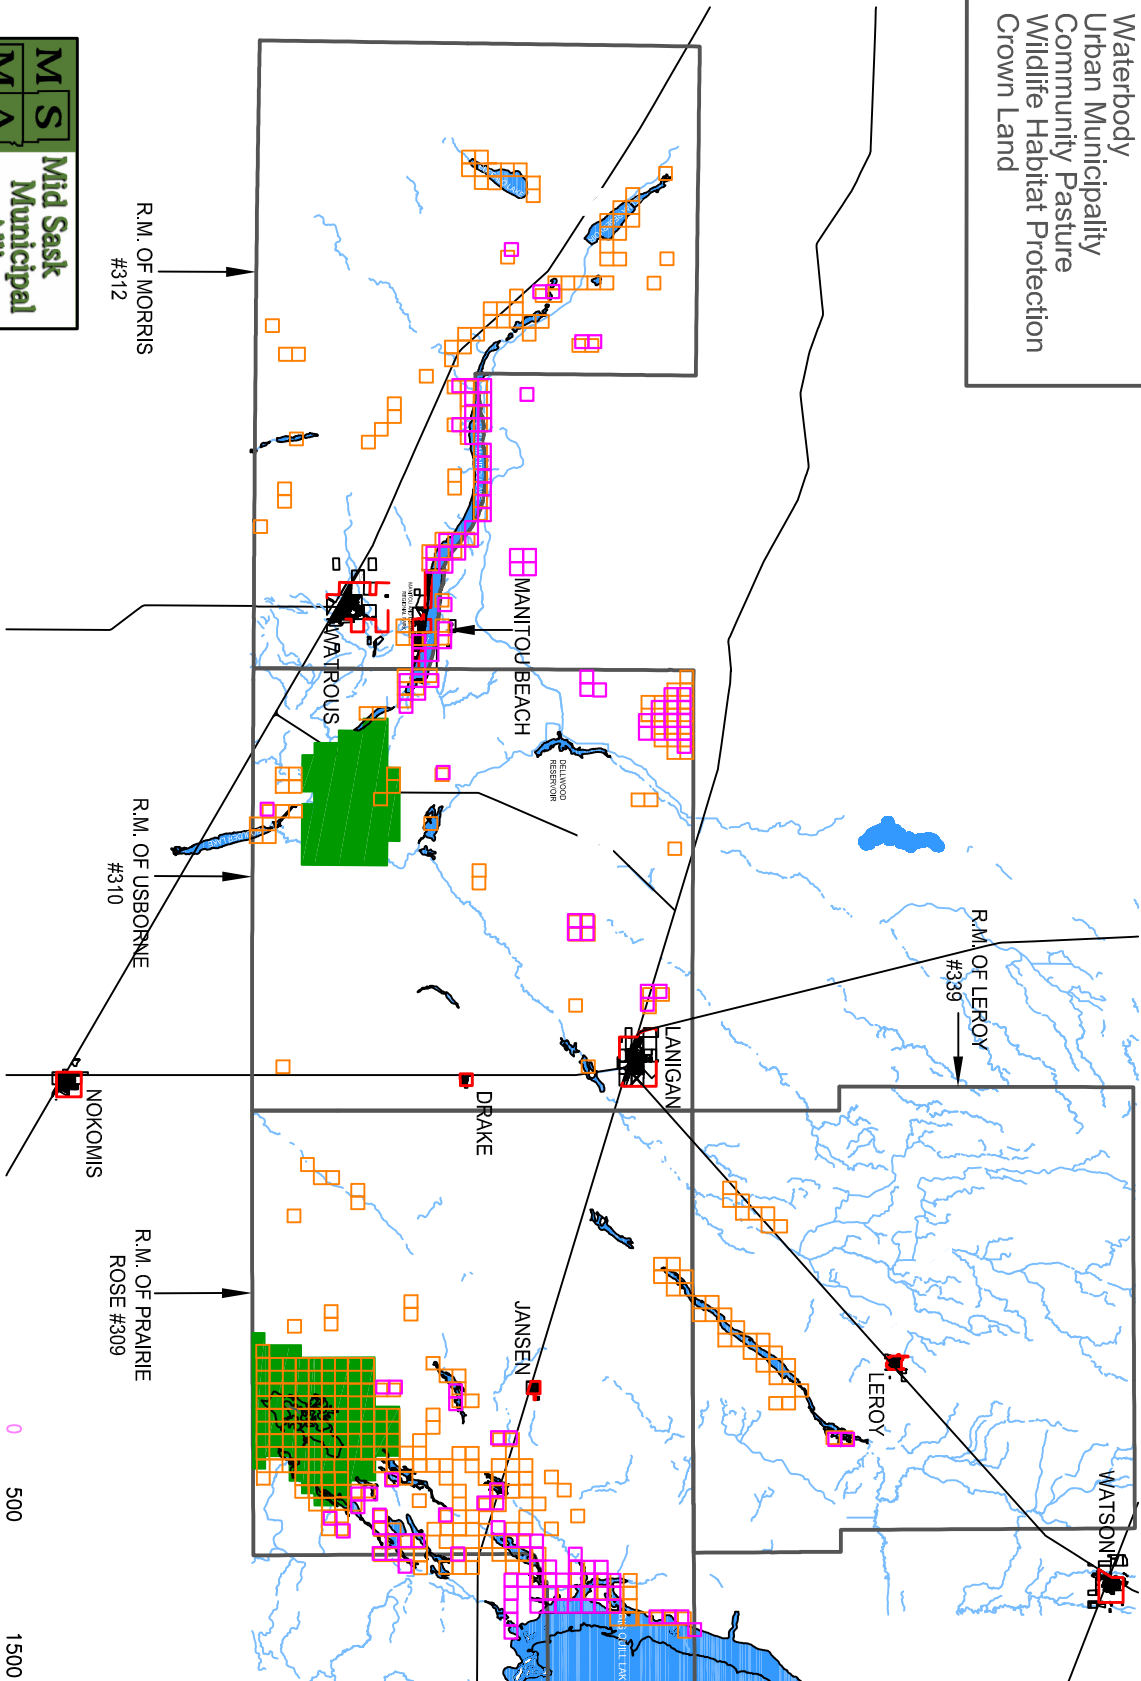 Waterbody
Urban Municipality
Community Pasture
Wildlife Habitat Protection
Crown Land
M S
M A
Mid Sask
Municipal
R.M. OF MORRIS
#312
MANITOU BEACH
WATROUS
DELLWOOD
RESERVOIR
R.M. OF USBORNE
#310
R.M. OF LEROY
#339
LANIGAN
DRAKE
NOKOMIS
R.M. OF PRAIRIE
ROSE #309
JANSEN
LEROY
WATSON
0
500
1500